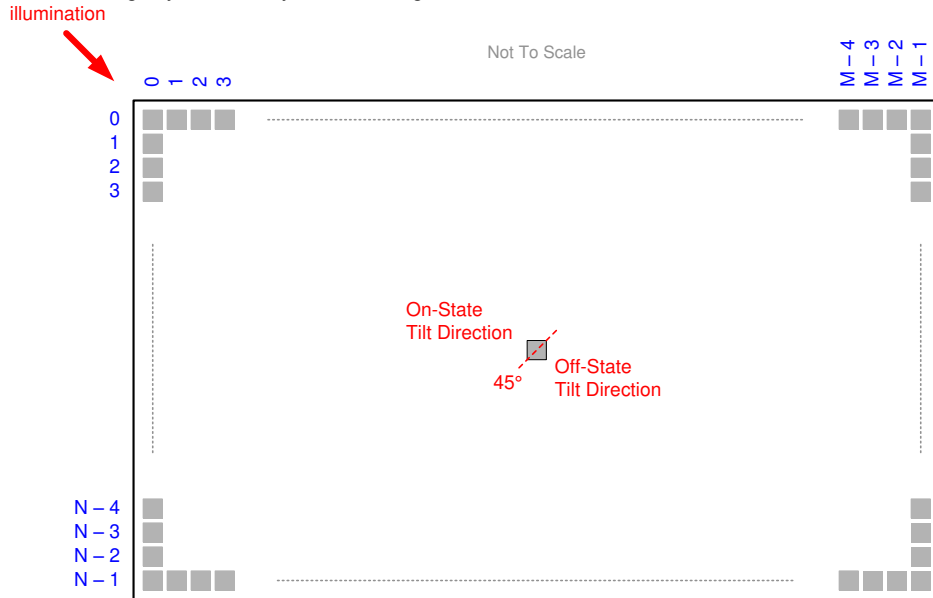 illumination
Not To Scale
0 1 2 3
M – 4 M – 3 M – 2 M – 1
0
1
2
3
On-State
Tilt Direction
45°
Off-State
Tilt Direction
N – 4
N – 3
N – 2
N – 1